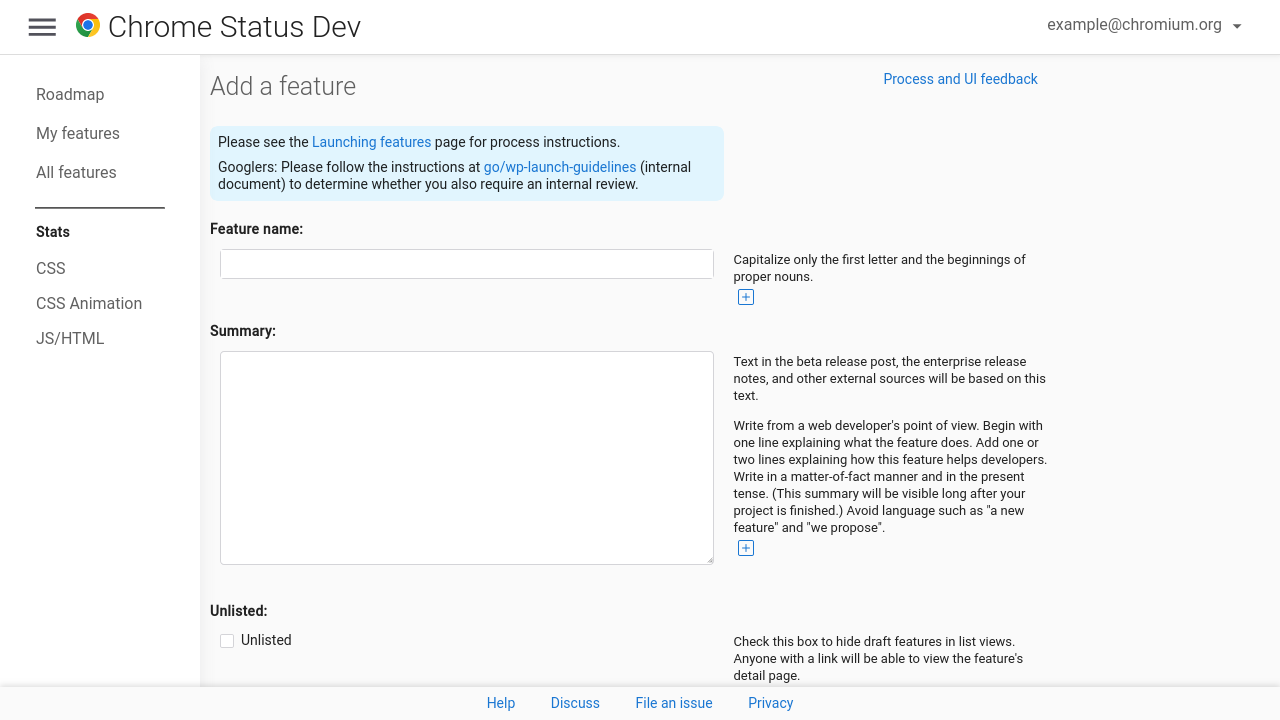 Chrome Status Dev
example@chromium.org
Roadmap
My features
All features
Stats
CSS
CSS Animation
JS/HTML
Add a feature
Process and UI feedback
Please see the Launching features page for process instructions.
Googlers: Please follow the instructions at go/wp-launch-guidelines (internal
document) to determine whether you also require an internal review.
Feature name:
Capitalize only the first letter and the beginnings of
proper nouns.
Summary:
Text in the beta release post, the enterprise release
notes, and other external sources will be based on this
text.
Write from a web developer's point of view. Begin with
one line explaining what the feature does. Add one or
two lines explaining how this feature helps developers.
Write in a matter-of-fact manner and in the present
tense. (This summary will be visible long after your
project is finished.) Avoid language such as "a new
feature" and "we propose".
Unlisted:
Unlisted
Check this box to hide draft features in list views.
Anyone with a link will be able to view the feature's
detail page.
Help
Discuss
File an issue
Privacy